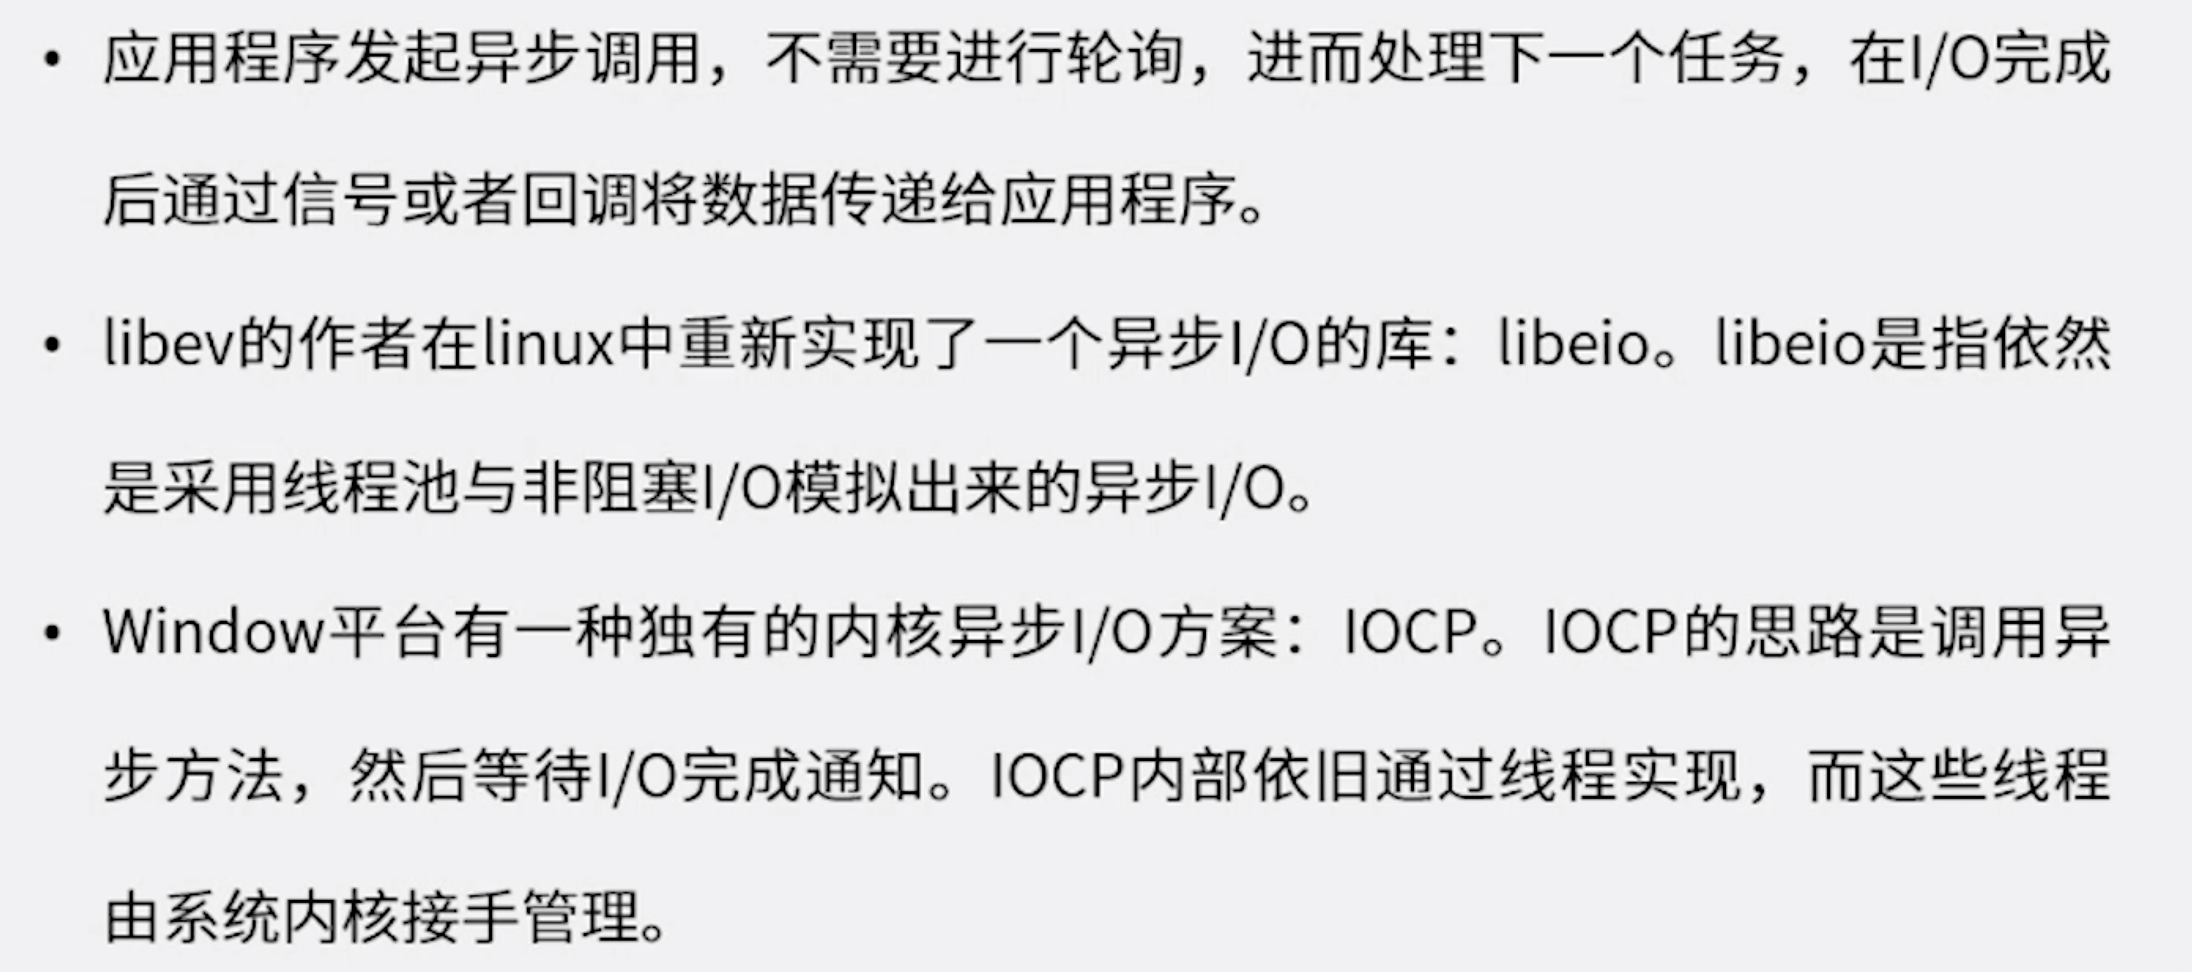 • 应用程序发起异步调用，不需要进行轮询，进而处理下一个任务，在I/O完成
后通过信号或者回调将数据传递给应用程序。
• libev的作者在linux中重新实现了一个异步I/O的库：libeio。libeio是指依然
是采用线程池与非阻塞I/O模拟出来的异步I/O。
• Window平台有一种独有的内核异步I/O方案：IOCP。IOCP的思路是调用异
步方法，然后等待I/O完成通知。IOCP内部依旧通过线程实现，而这些线程
由系统内核接手管理。